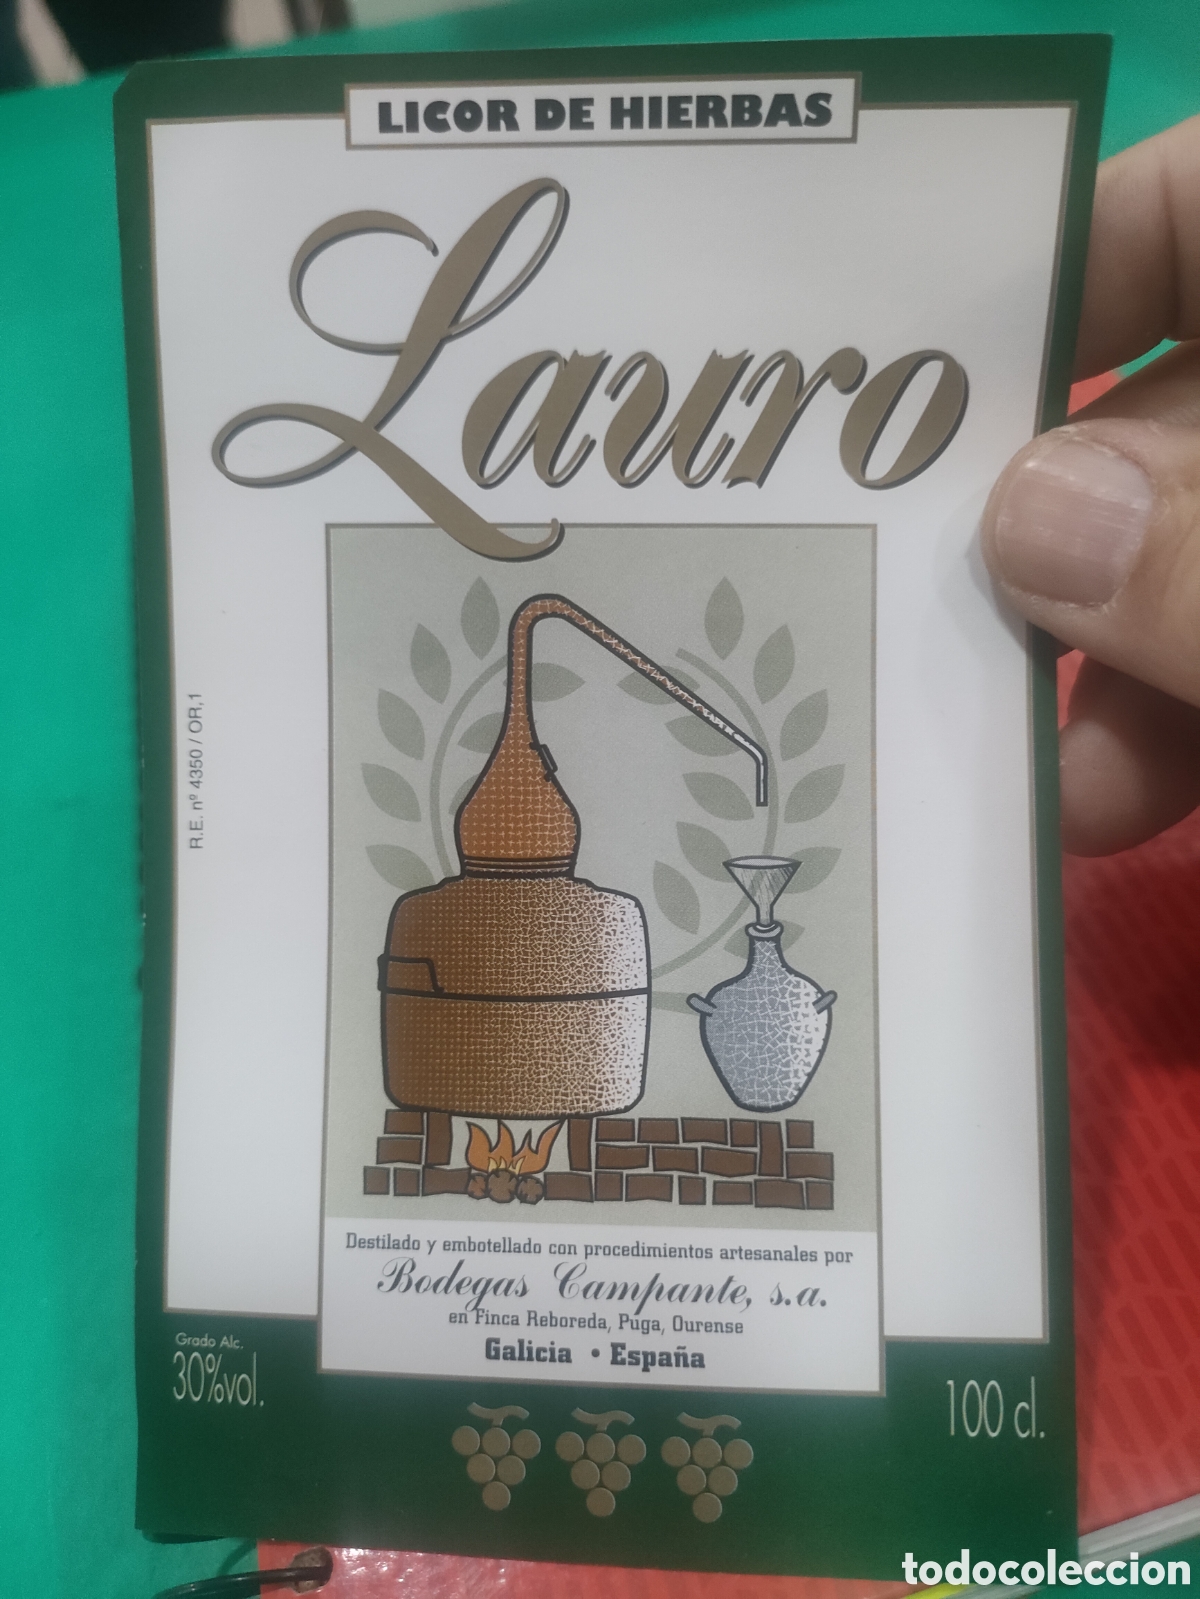 LICOR DE HIERBAS
Lauro
R.E. nº 4350 / OR,1
Destilado y embotellado con procedimientos artesanales por
Bodegas Campante, s.a.
en Finca Reboreda, Puga, Ourense
Galicia • España
Grado Alc.
30%vol.
100 cl.
todocoleccion